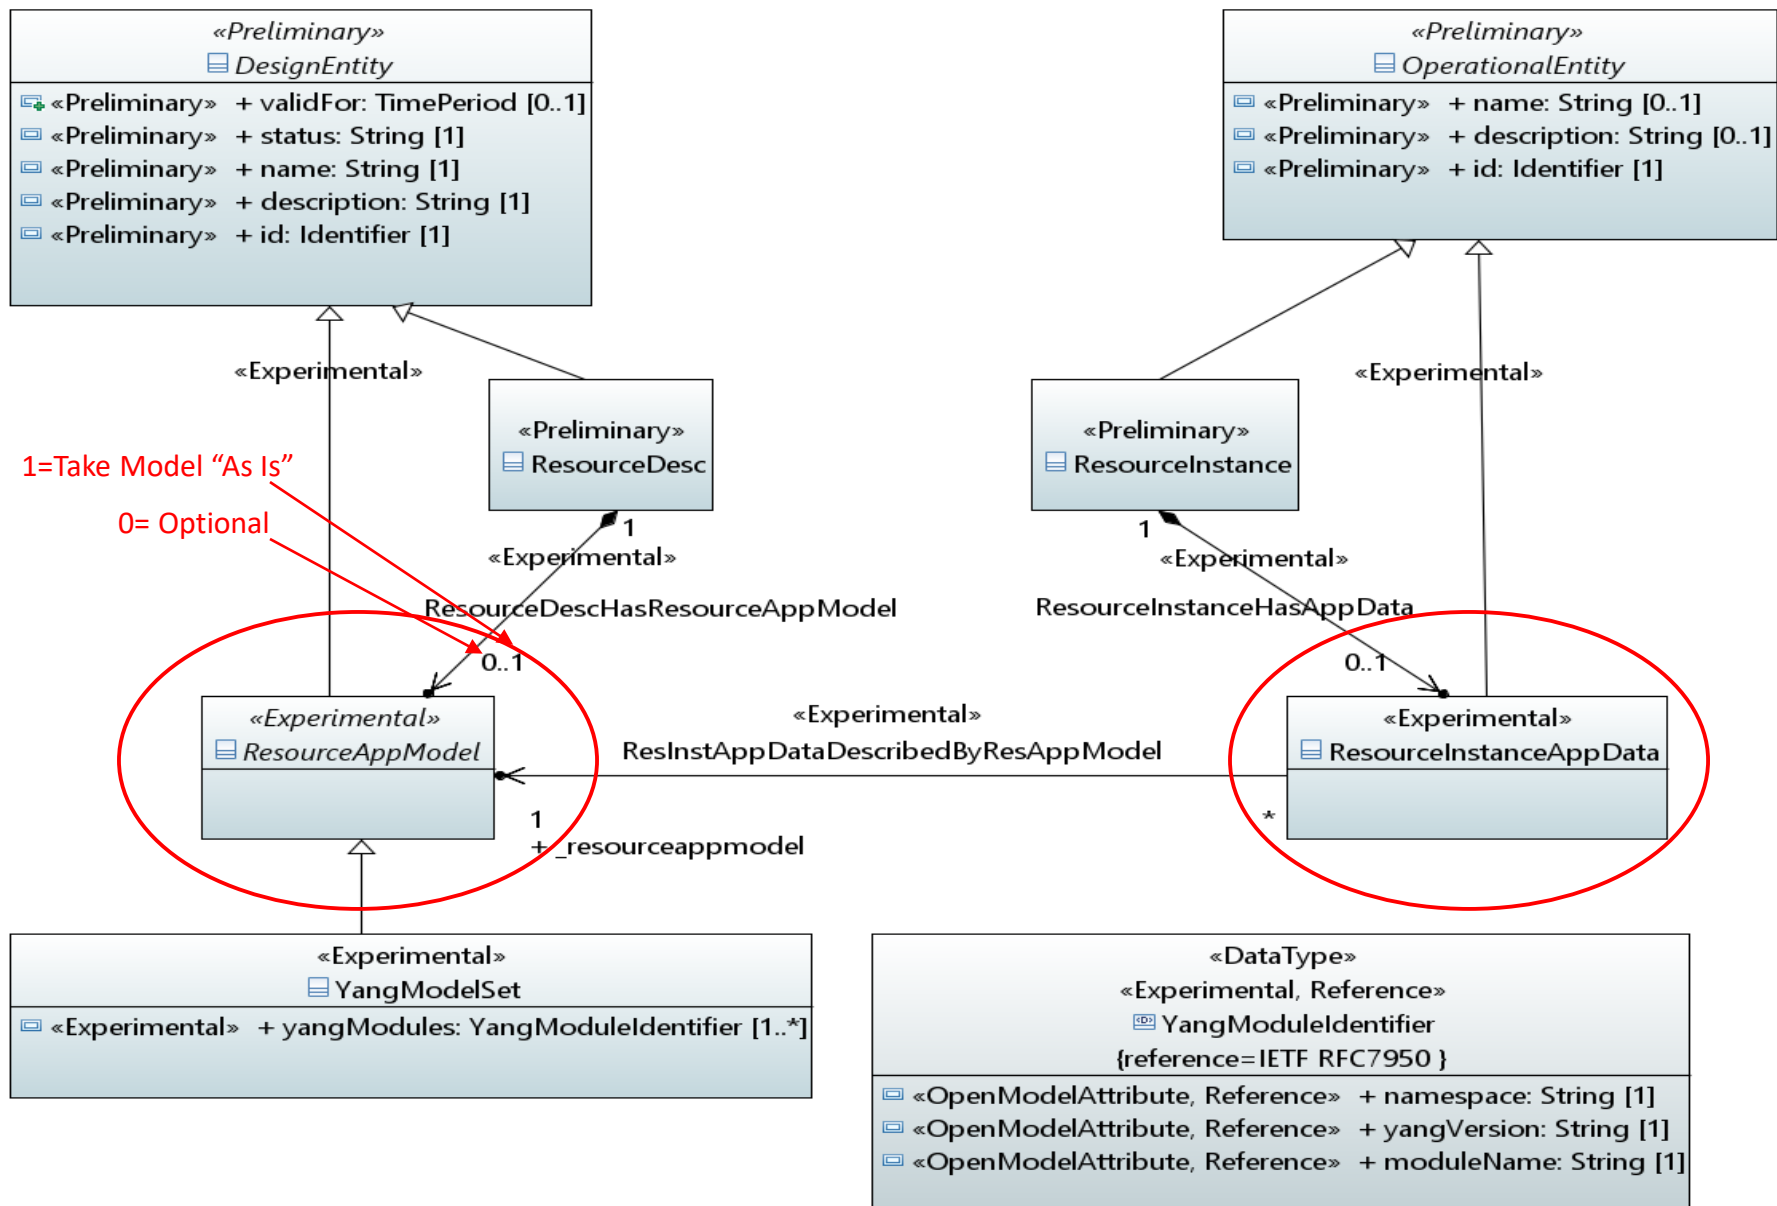 «Preliminary»
DesignEntity
«Preliminary» + validFor: TimePeriod [0..1]
«Preliminary» + status: String [1]
«Preliminary» + name: String [1]
«Preliminary» + description: String [1]
«Preliminary» + id: Identifier [1]
«Preliminary»
OperationalEntity
«Preliminary» + name: String [0..1]
«Preliminary» + description: String [0..1]
«Preliminary» + id: Identifier [1]
«Experimental»
«Experimental»
«Preliminary»
ResourceDesc
«Preliminary»
ResourceInstance
1=Take Model “As Is”
0= Optional
1
«Experimental»
ResourceDescHasResourceAppModel
0..1
1
«Experimental»
ResourceInstanceHasAppData
0..1
«Experimental»
ResourceAppModel
«Experimental»
ResInstAppDataDescribedByResAppModel
1
+ _resourceappmodel
*
«Experimental»
ResourceInstanceAppData
«Experimental»
YangModelSet
«Experimental» + yangModules: YangModuleIdentifier [1..*]
«DataType»
«Experimental, Reference»
<D> YangModuleIdentifier
{reference=IETF RFC7950 }
«OpenModelAttribute, Reference» + namespace: String [1]
«OpenModelAttribute, Reference» + yangVersion: String [1]
«OpenModelAttribute, Reference» + moduleName: String [1]